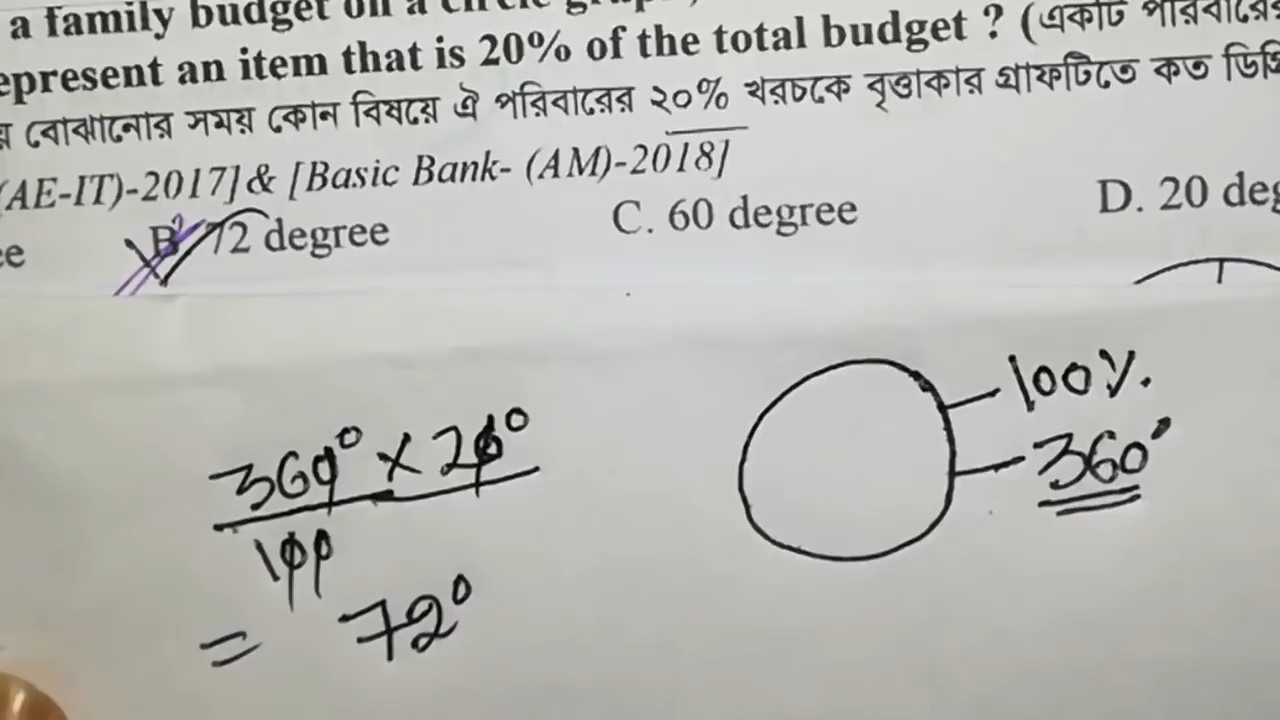 a family budget on a circle
epresent an item that is 20% of the total budget ? (একটি পরিবারের
বোঝানোর সময় কোন বিষয়ে ঐ পরিবারের ২০% খরচকে বৃত্তাকার গ্রাফটিতে কত ডিগ্রি
(AE-IT)-2017] & [Basic Bank- (AM)-2018]
e B 72 degree C. 60 degree D. 20 deg
100%.
360° × 20° 360°
100
= 72°